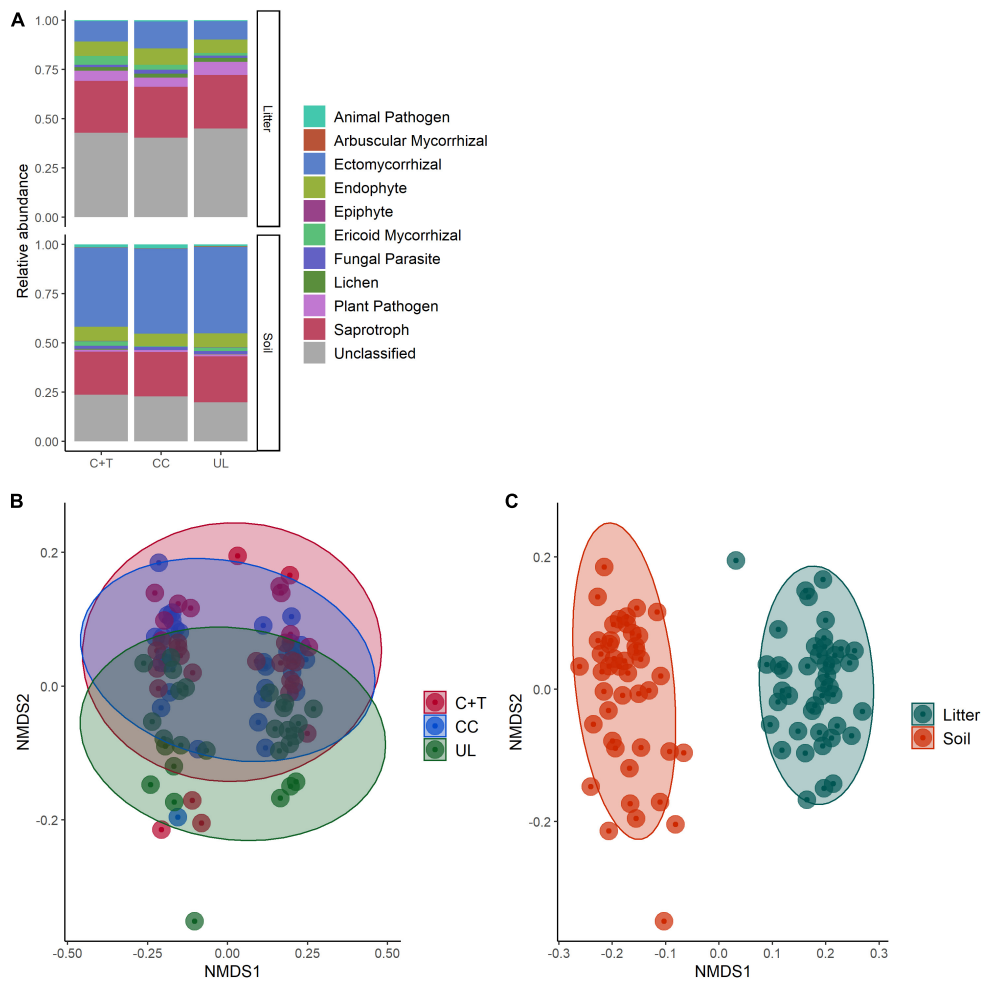 A
Relative abundance
1.00
0.75
0.50
0.25
0.00
Litter
1.00
0.75
0.50
0.25
0.00
Soil
C+T CC UL
Animal Pathogen
Arbuscular Mycorrhizal
Ectomycorrhizal
Endophyte
Epiphyte
Ericoid Mycorrhizal
Fungal Parasite
Lichen
Plant Pathogen
Saprotroph
Unclassified
B
NMDS2
0.2
0.0
-0.2
-0.50 -0.25 0.00 0.25 0.50
NMDS1
C+T
CC
UL
C
NMDS2
0.2
0.0
-0.2
-0.3 -0.2 -0.1 0.0 0.1 0.2 0.3
NMDS1
Litter
Soil